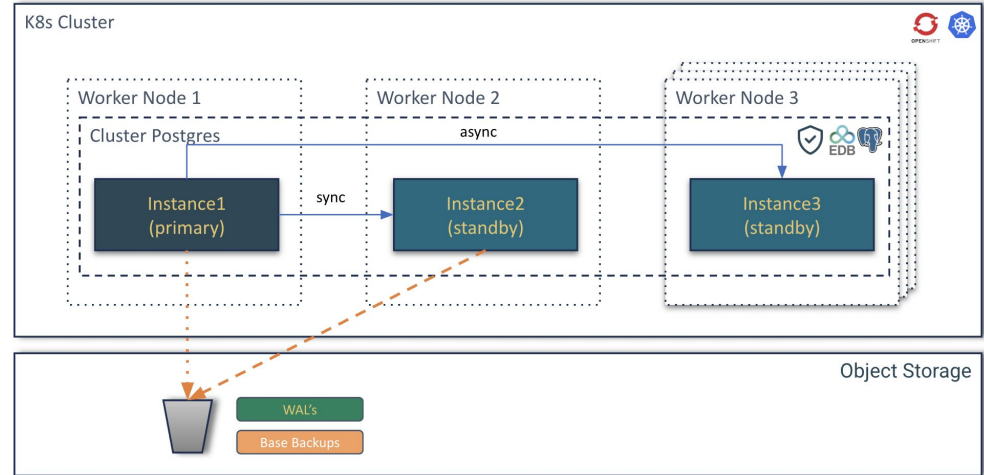 K8s Cluster
OPENSHIFT
Worker Node 1
Worker Node 2
Worker Node 3
Cluster Postgres
async
EDB
Instance1
(primary)
sync
Instance2
(standby)
Instance3
(standby)
Object Storage
WAL's
Base Backups